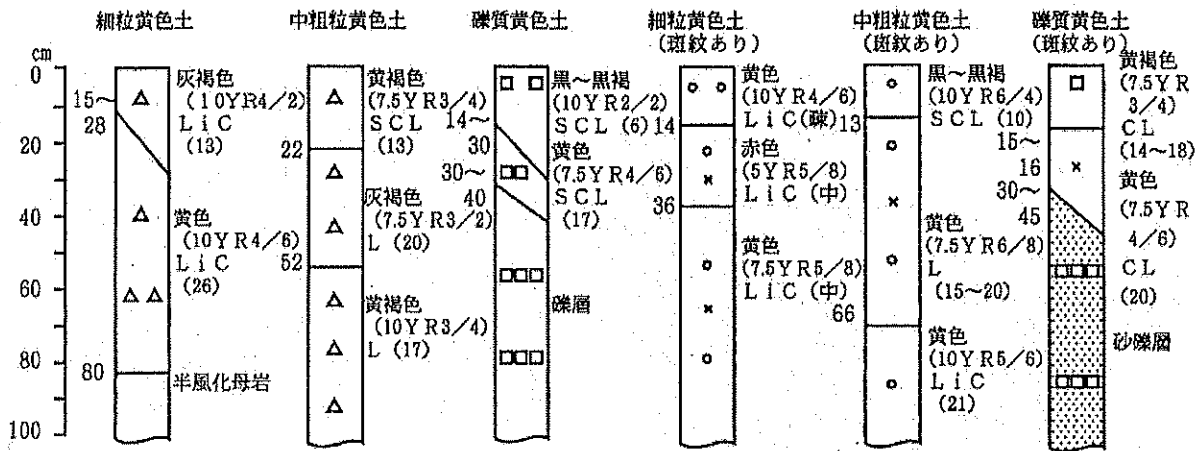 細粒黄色土
中粗粒黄色土
礫質黄色土
細粒黄色土
(斑紋あり)
中粗粒黄色土
(斑紋あり)
礫質黄色土
(斑紋あり)
cm
0
20
40
60
80
100
15~
28
80
灰褐色
(10YR4/2)
LiC
(13)
黄色
(10YR4/6)
LiC
(26)
半風化母岩
22
52
黄褐色
(7.5YR3/4)
SCL
(13)
灰褐色
(7.5YR3/2)
L (20)
黄褐色
(10YR3/4)
L (17)
14~
30
30~
40
黒~黒褐
(10YR2/2)
SCL (6)
黄色
(7.5YR4/6)
SCL
(17)
礫層
14
36
黄色
(10YR4/6)
LiC(疎)
赤色
(5YR5/8)
LiC(中)
黄色
(7.5YR5/8)
LiC(中)
13
66
黒~黒褐
(10YR6/4)
SCL (10)
黄色
(7.5YR6/8)
L
(15~20)
黄色
(10YR5/6)
LiC
(21)
15~
16
30~
45
黄褐色
(7.5YR
3/4)
CL
(14~18)
黄色
(7.5YR
4/6)
CL
(20)
砂礫層